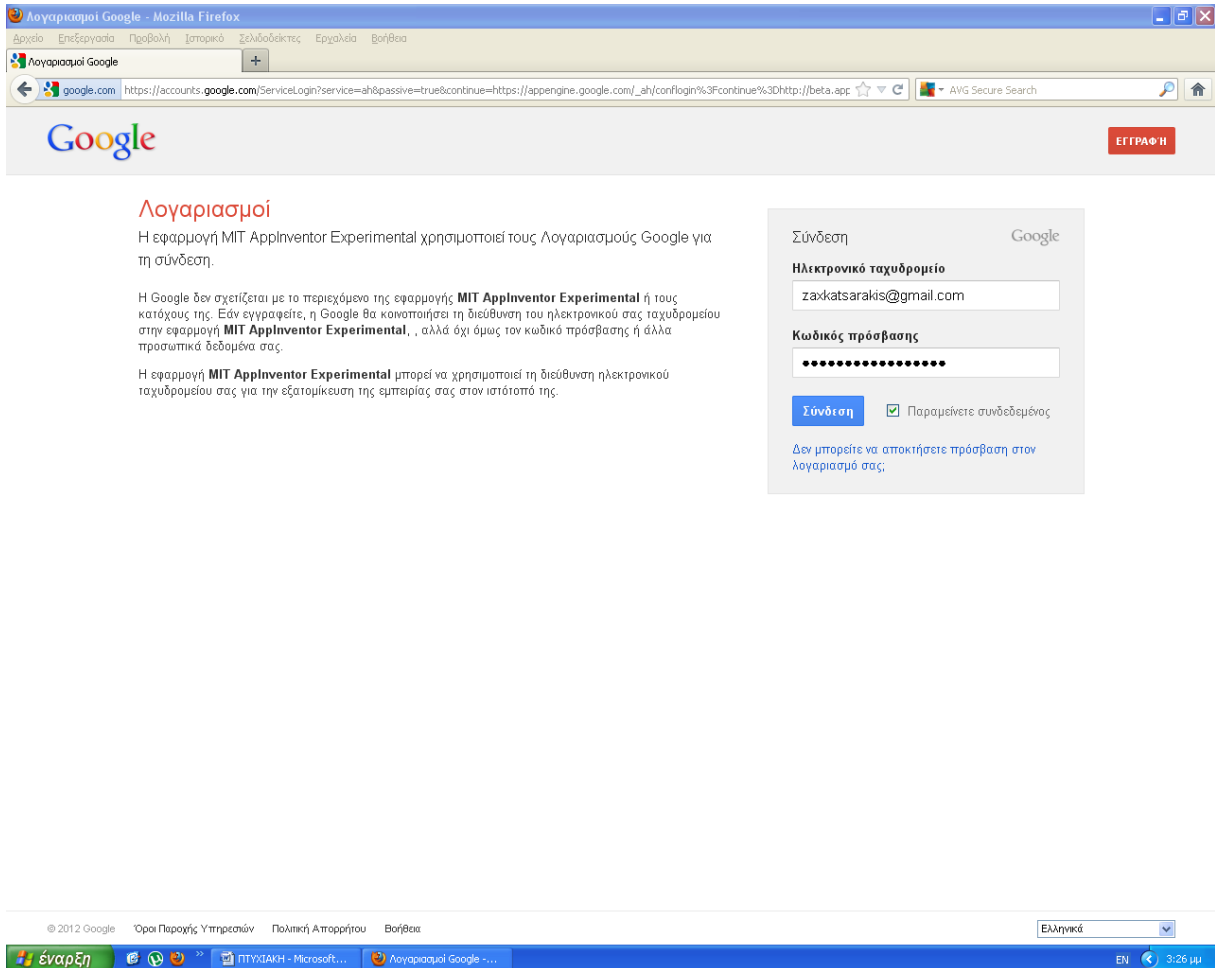 Λογαριασμοί Google - Mozilla Firefox
Αρχείο Επεξεργασία Προβολή Ιστορικό Σελιδοδείκτες Εργαλεία Βοήθεια
Λογαριασμοί Google
google.com https://accounts.google.com/ServiceLogin?service=ah&passive=true&continue=https://appengine.google.com/_ah/conflogin%3Fcontinue%3Dhttp://beta.app AVG Secure Search
Google
ΕΓΓΡΑΦΉ
Λογαριασμοί
Η εφαρμογή MIT AppInventor Experimental χρησιμοποιεί τους Λογαριασμούς Google για
τη σύνδεση.
Η Google δεν σχετίζεται με το περιεχόμενο της εφαρμογής MIT AppInventor Experimental ή τους
κατόχους της. Εάν εγγραφείτε, η Google θα κοινοποιήσει τη διεύθυνση του ηλεκτρονικού σας ταχυδρομείου
στην εφαρμογή MIT AppInventor Experimental, , αλλά όχι όμως τον κωδικό πρόσβασης ή άλλα
προσωπικά δεδομένα σας.
Η εφαρμογή MIT AppInventor Experimental μπορεί να χρησιμοποιεί τη διεύθυνση ηλεκτρονικού
ταχυδρομείου σας για την εξατομίκευση της εμπειρίας σας στον ιστότοπό της.
Σύνδεση Google
Ηλεκτρονικό ταχυδρομείο
zaxkatsarakis@gmail.com
Κωδικός πρόσβασης
Σύνδεση Παραμείνετε συνδεδεμένος
Δεν μπορείτε να αποκτήσετε πρόσβαση στον
λογαριασμό σας;
© 2012 Google Όροι Παροχής Υπηρεσιών Πολιτική Απορρήτου Βοήθεια Ελληνικά
έναρξη ΠΤΥΧΙΑΚΗ - Microsoft... Λογαριασμοί Google -... EN 3:26 μμ